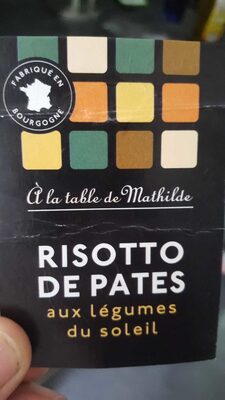 FABRIQUÉ EN
BOURGOGNE
À la table de Mathilde
RISOTTO
DE PATES
aux légumes
du soleil